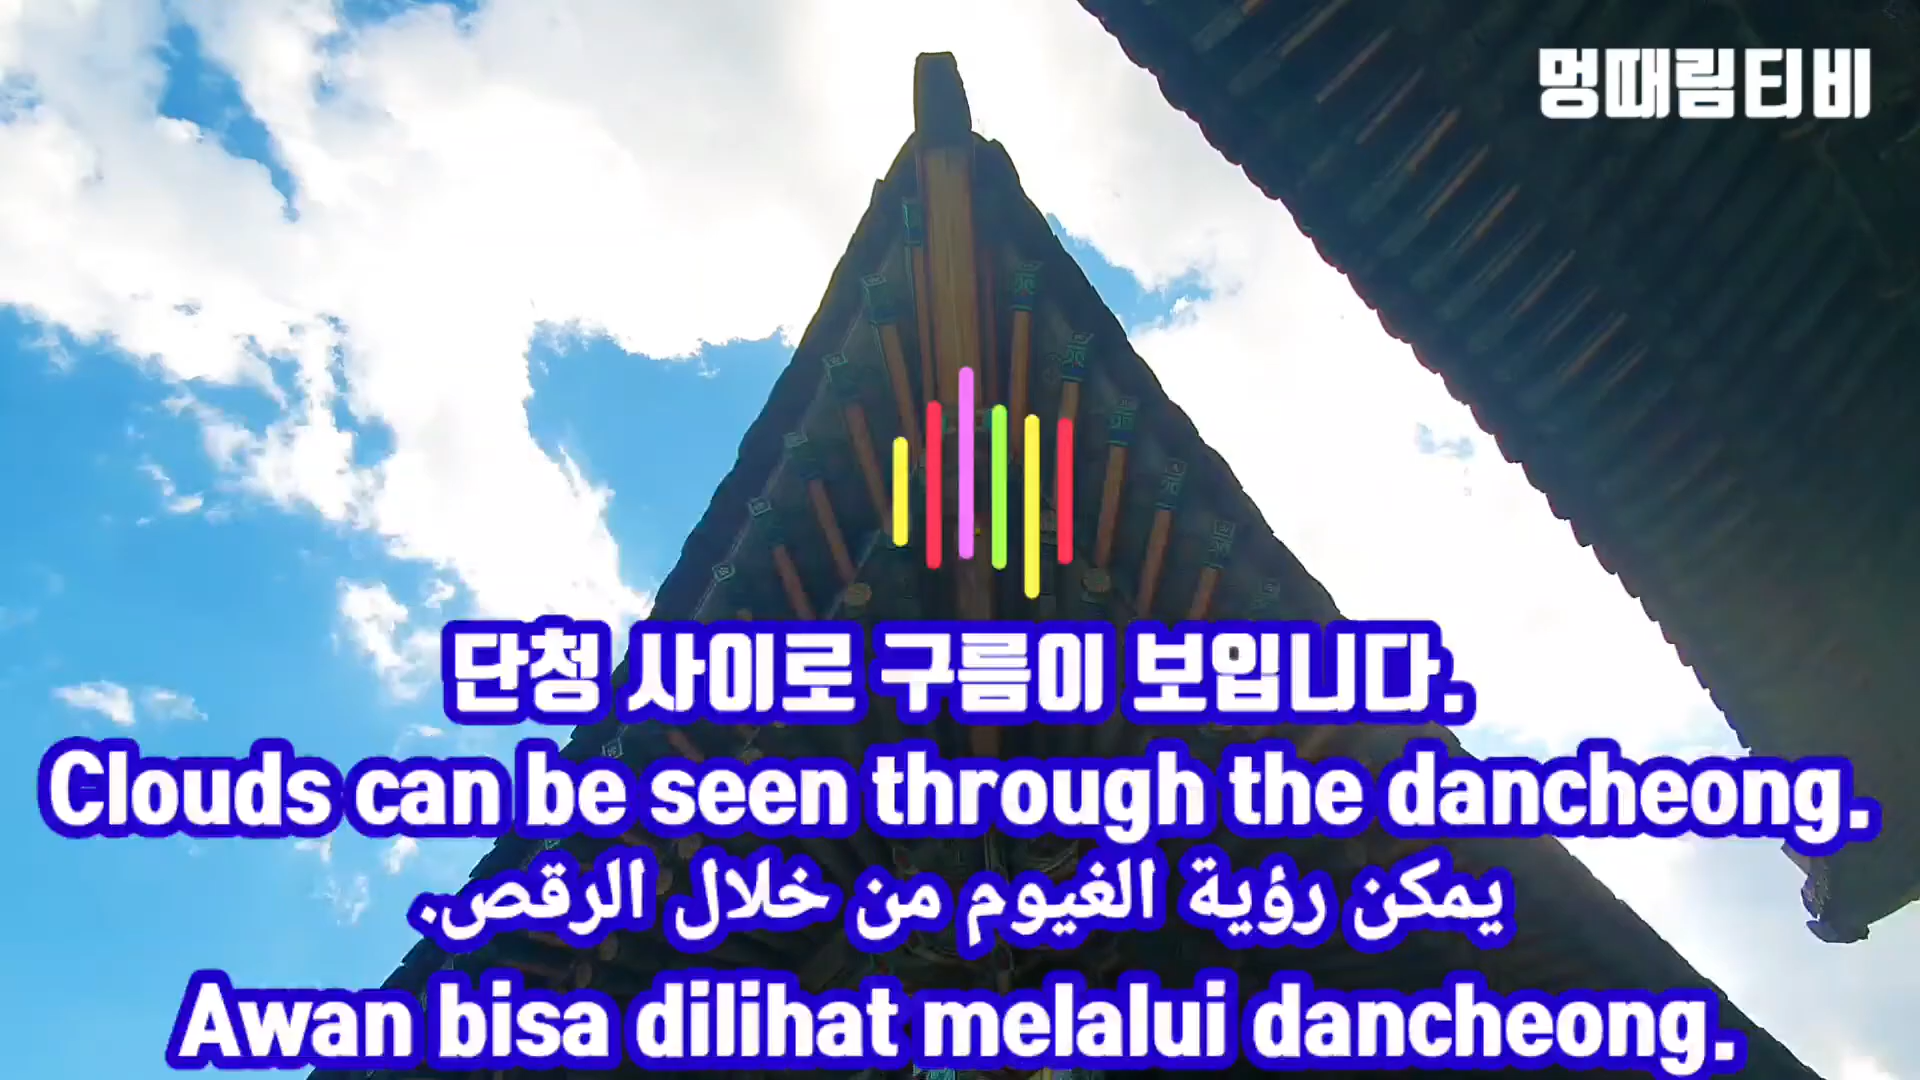 멍때림티비
단청 사이로 구름이 보입니다.
Clouds can be seen through the dancheong.
يمكن رؤية الغيوم من خلال الرقص.
Awan bisa dilihat melalui dancheong.